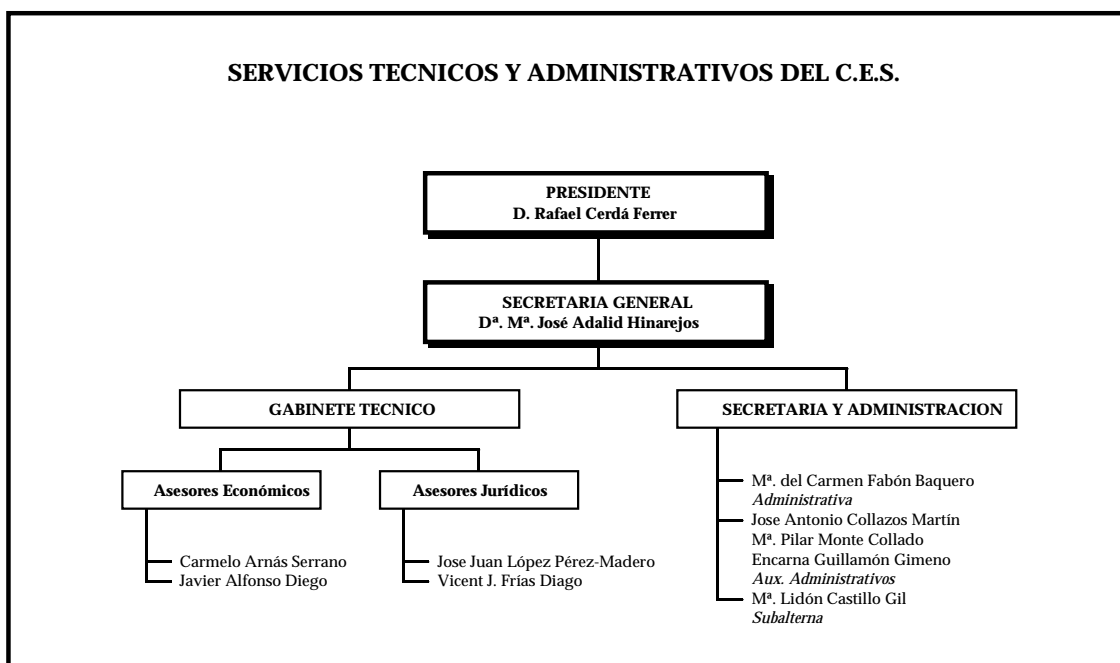 SERVICIOS TECNICOS Y ADMINISTRATIVOS DEL C.E.S.
PRESIDENTE
D. Rafael Cerdá Ferrer
SECRETARIA GENERAL
Dª. Mª. José Adalid Hinarejos
GABINETE TECNICO
SECRETARIA Y ADMINISTRACION
Asesores Económicos
Asesores Jurídicos
Carmelo Arnás Serrano
Javier Alfonso Diego
Jose Juan López Pérez-Madero
Vicent J. Frías Diago
Mª. del Carmen Fabón Baquero
Administrativa
Jose Antonio Collazos Martín
Mª. Pilar Monte Collado
Encarna Guillamón Gimeno
Aux. Administrativos
Mª. Lidón Castillo Gil
Subalterna